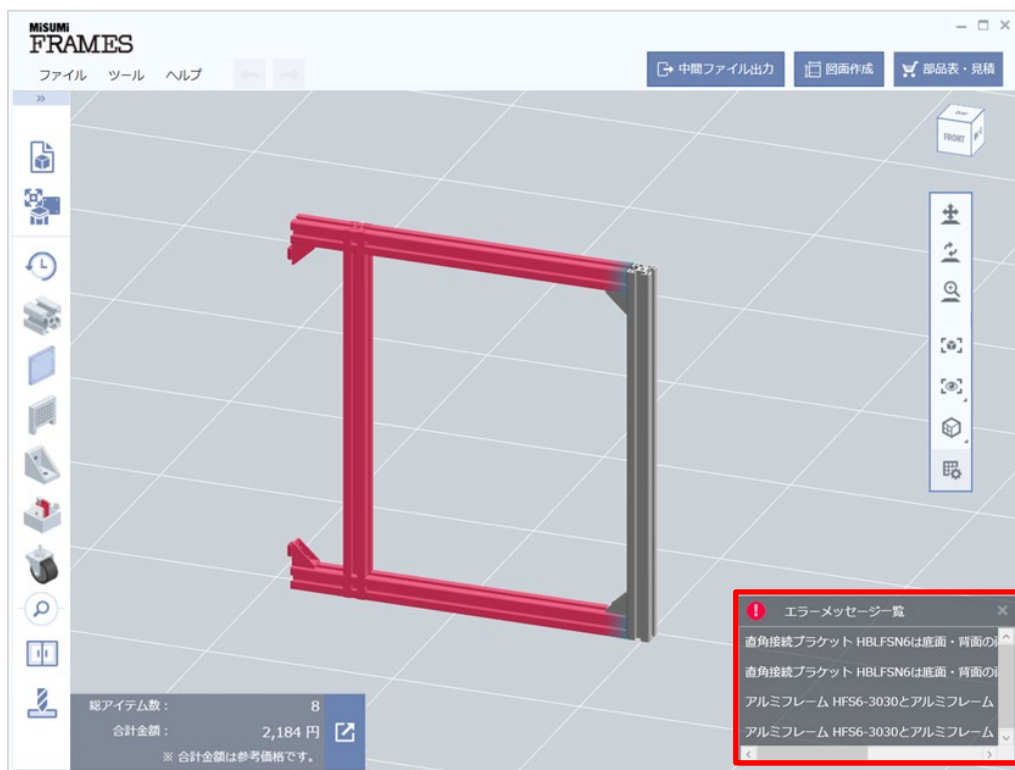 MiSUMi
FRAMES
ファイル ツール ヘルプ
中間ファイル出力 図面作成 部品表・見積
FRONT
エラーメッセージ一覧
直角接続ブラケット HBLFSN6は底面・背面の
直角接続ブラケット HBLFSN6は底面・背面の
アルミフレーム HFS6-3030とアルミフレーム
アルミフレーム HFS6-3030とアルミフレーム
総アイテム数： 8
合計金額： 2,184 円
※ 合計金額は参考価格です。